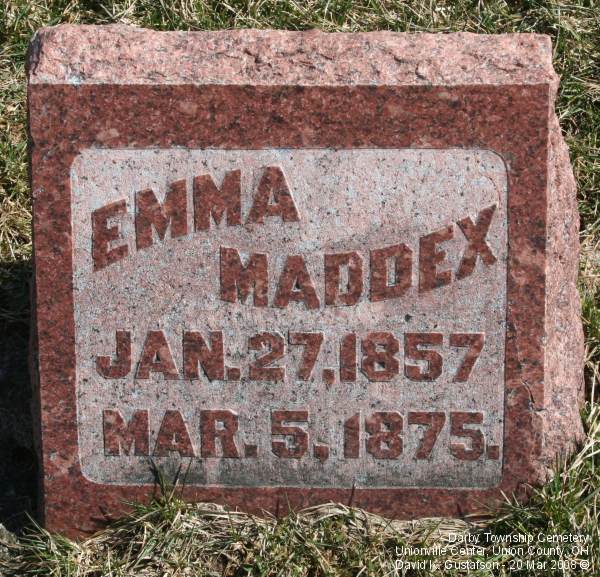 EMMA
MADDEX
JAN. 27, 1857
MAR. 5, 1875.
Darby Township Cemetery
Unionville Center, Union County, OH
David K. Gustafson - 20 Mar 2008 ©